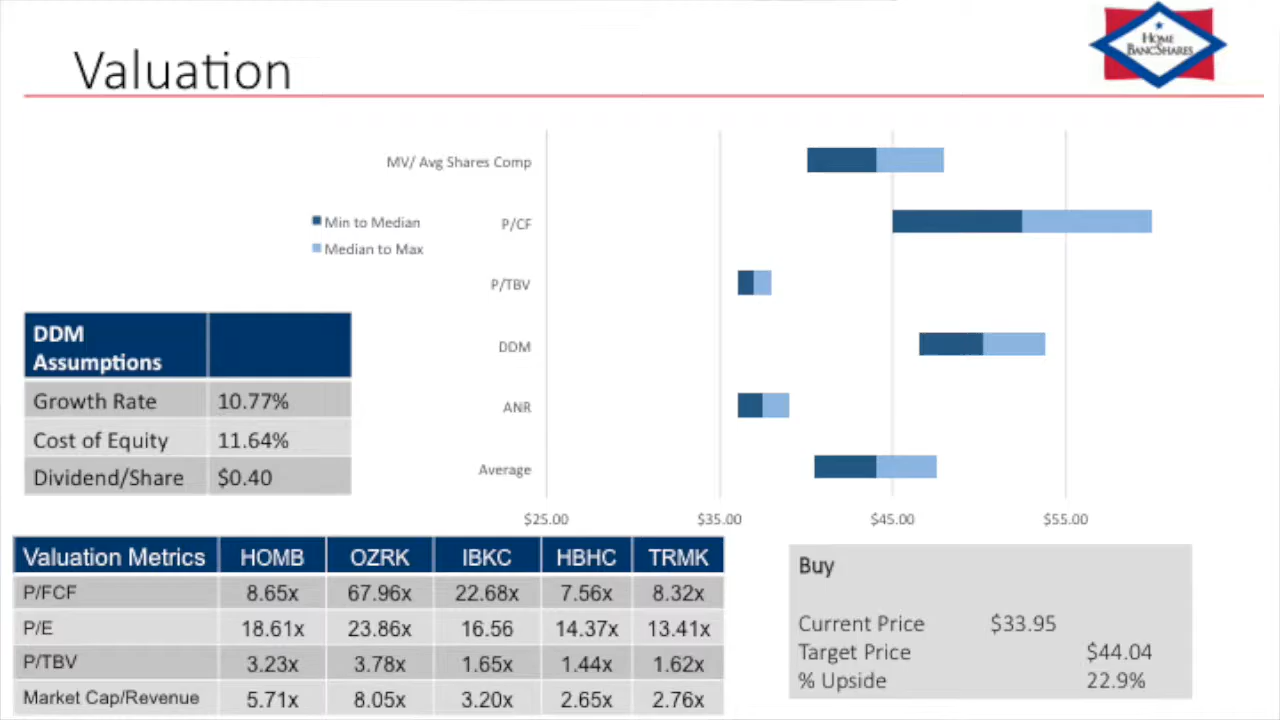 Valuation
HOME
BANCSHARES
MV/ Avg Shares Comp
P/CF
P/TBV
DDM
ANR
Average
Min to Median
Median to Max
$25.00 $35.00 $45.00 $55.00
DDM
Assumptions
Growth Rate 10.77%
Cost of Equity 11.64%
Dividend/Share $0.40
Valuation Metrics HOMB OZRK IBKC HBHC TRMK
P/FCF 8.65x 67.96x 22.68x 7.56x 8.32x
P/E 18.61x 23.86x 16.56 14.37x 13.41x
P/TBV 3.23x 3.78x 1.65x 1.44x 1.62x
Market Cap/Revenue 5.71x 8.05x 3.20x 2.65x 2.76x
Buy
Current Price $33.95
Target Price $44.04
% Upside 22.9%